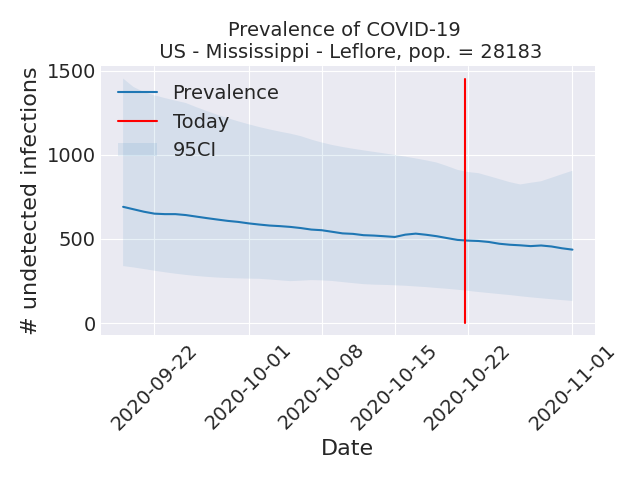 Prevalence of COVID-19
US - Mississippi - Leflore, pop. = 28183
# undetected infections
1500
1000
500
0
Prevalence
Today
95CI
2020-09-22
2020-10-01
2020-10-08
2020-10-15
2020-10-22
2020-11-01
Date